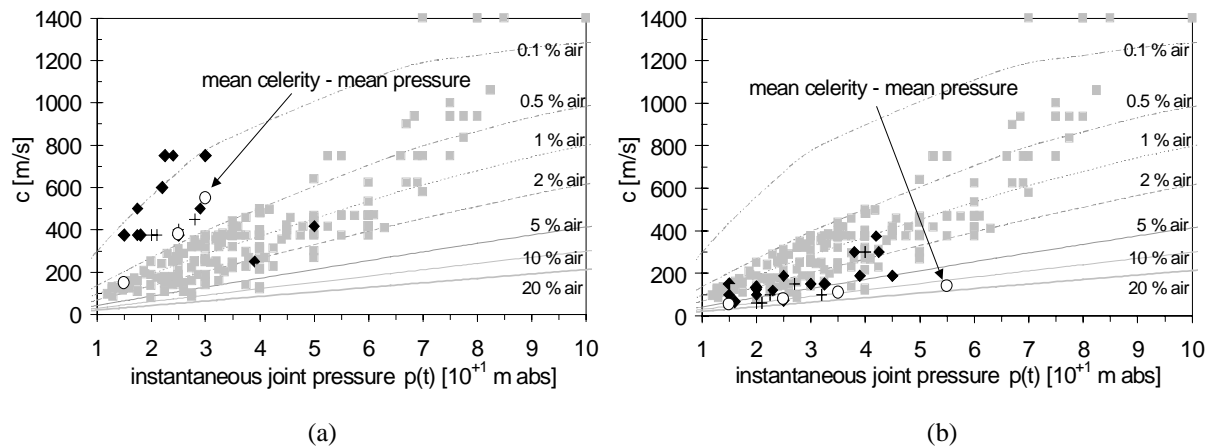 1400
1200
1000
800
600
400
200
0
c [m/s]
mean celerity - mean pressure
0.1 % air
0.5 % air
1 % air
2 % air
5 % air
10 % air
20 % air
1 2 3 4 5 6 7 8 9 10
instantaneous joint pressure p(t) [10+1 m abs]
(a)
1400
1200
1000
800
600
400
200
0
c [m/s]
mean celerity - mean pressure
0.1 % air
0.5 % air
1 % air
2 % air
5 % air
10 % air
20 % air
1 2 3 4 5 6 7 8 9 10
instantaneous joint pressure p(t) [10+1 m abs]
(b)